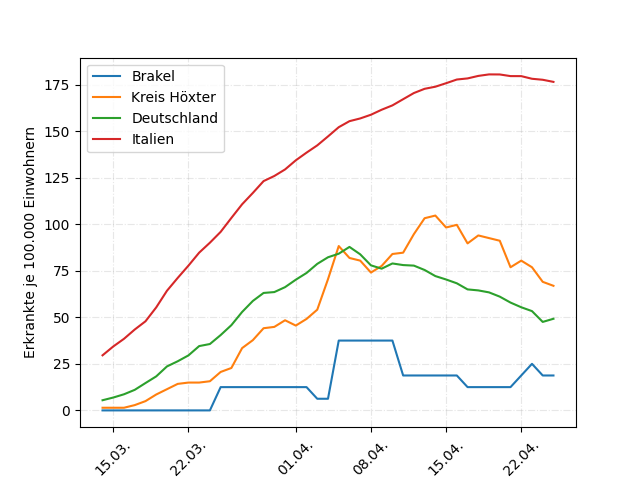 Brakel
Kreis Höxter
Deutschland
Italien
Erkrankte je 100.000 Einwohnern
175
150
125
100
75
50
25
0
15.03.
22.03.
01.04.
08.04.
15.04.
22.04.